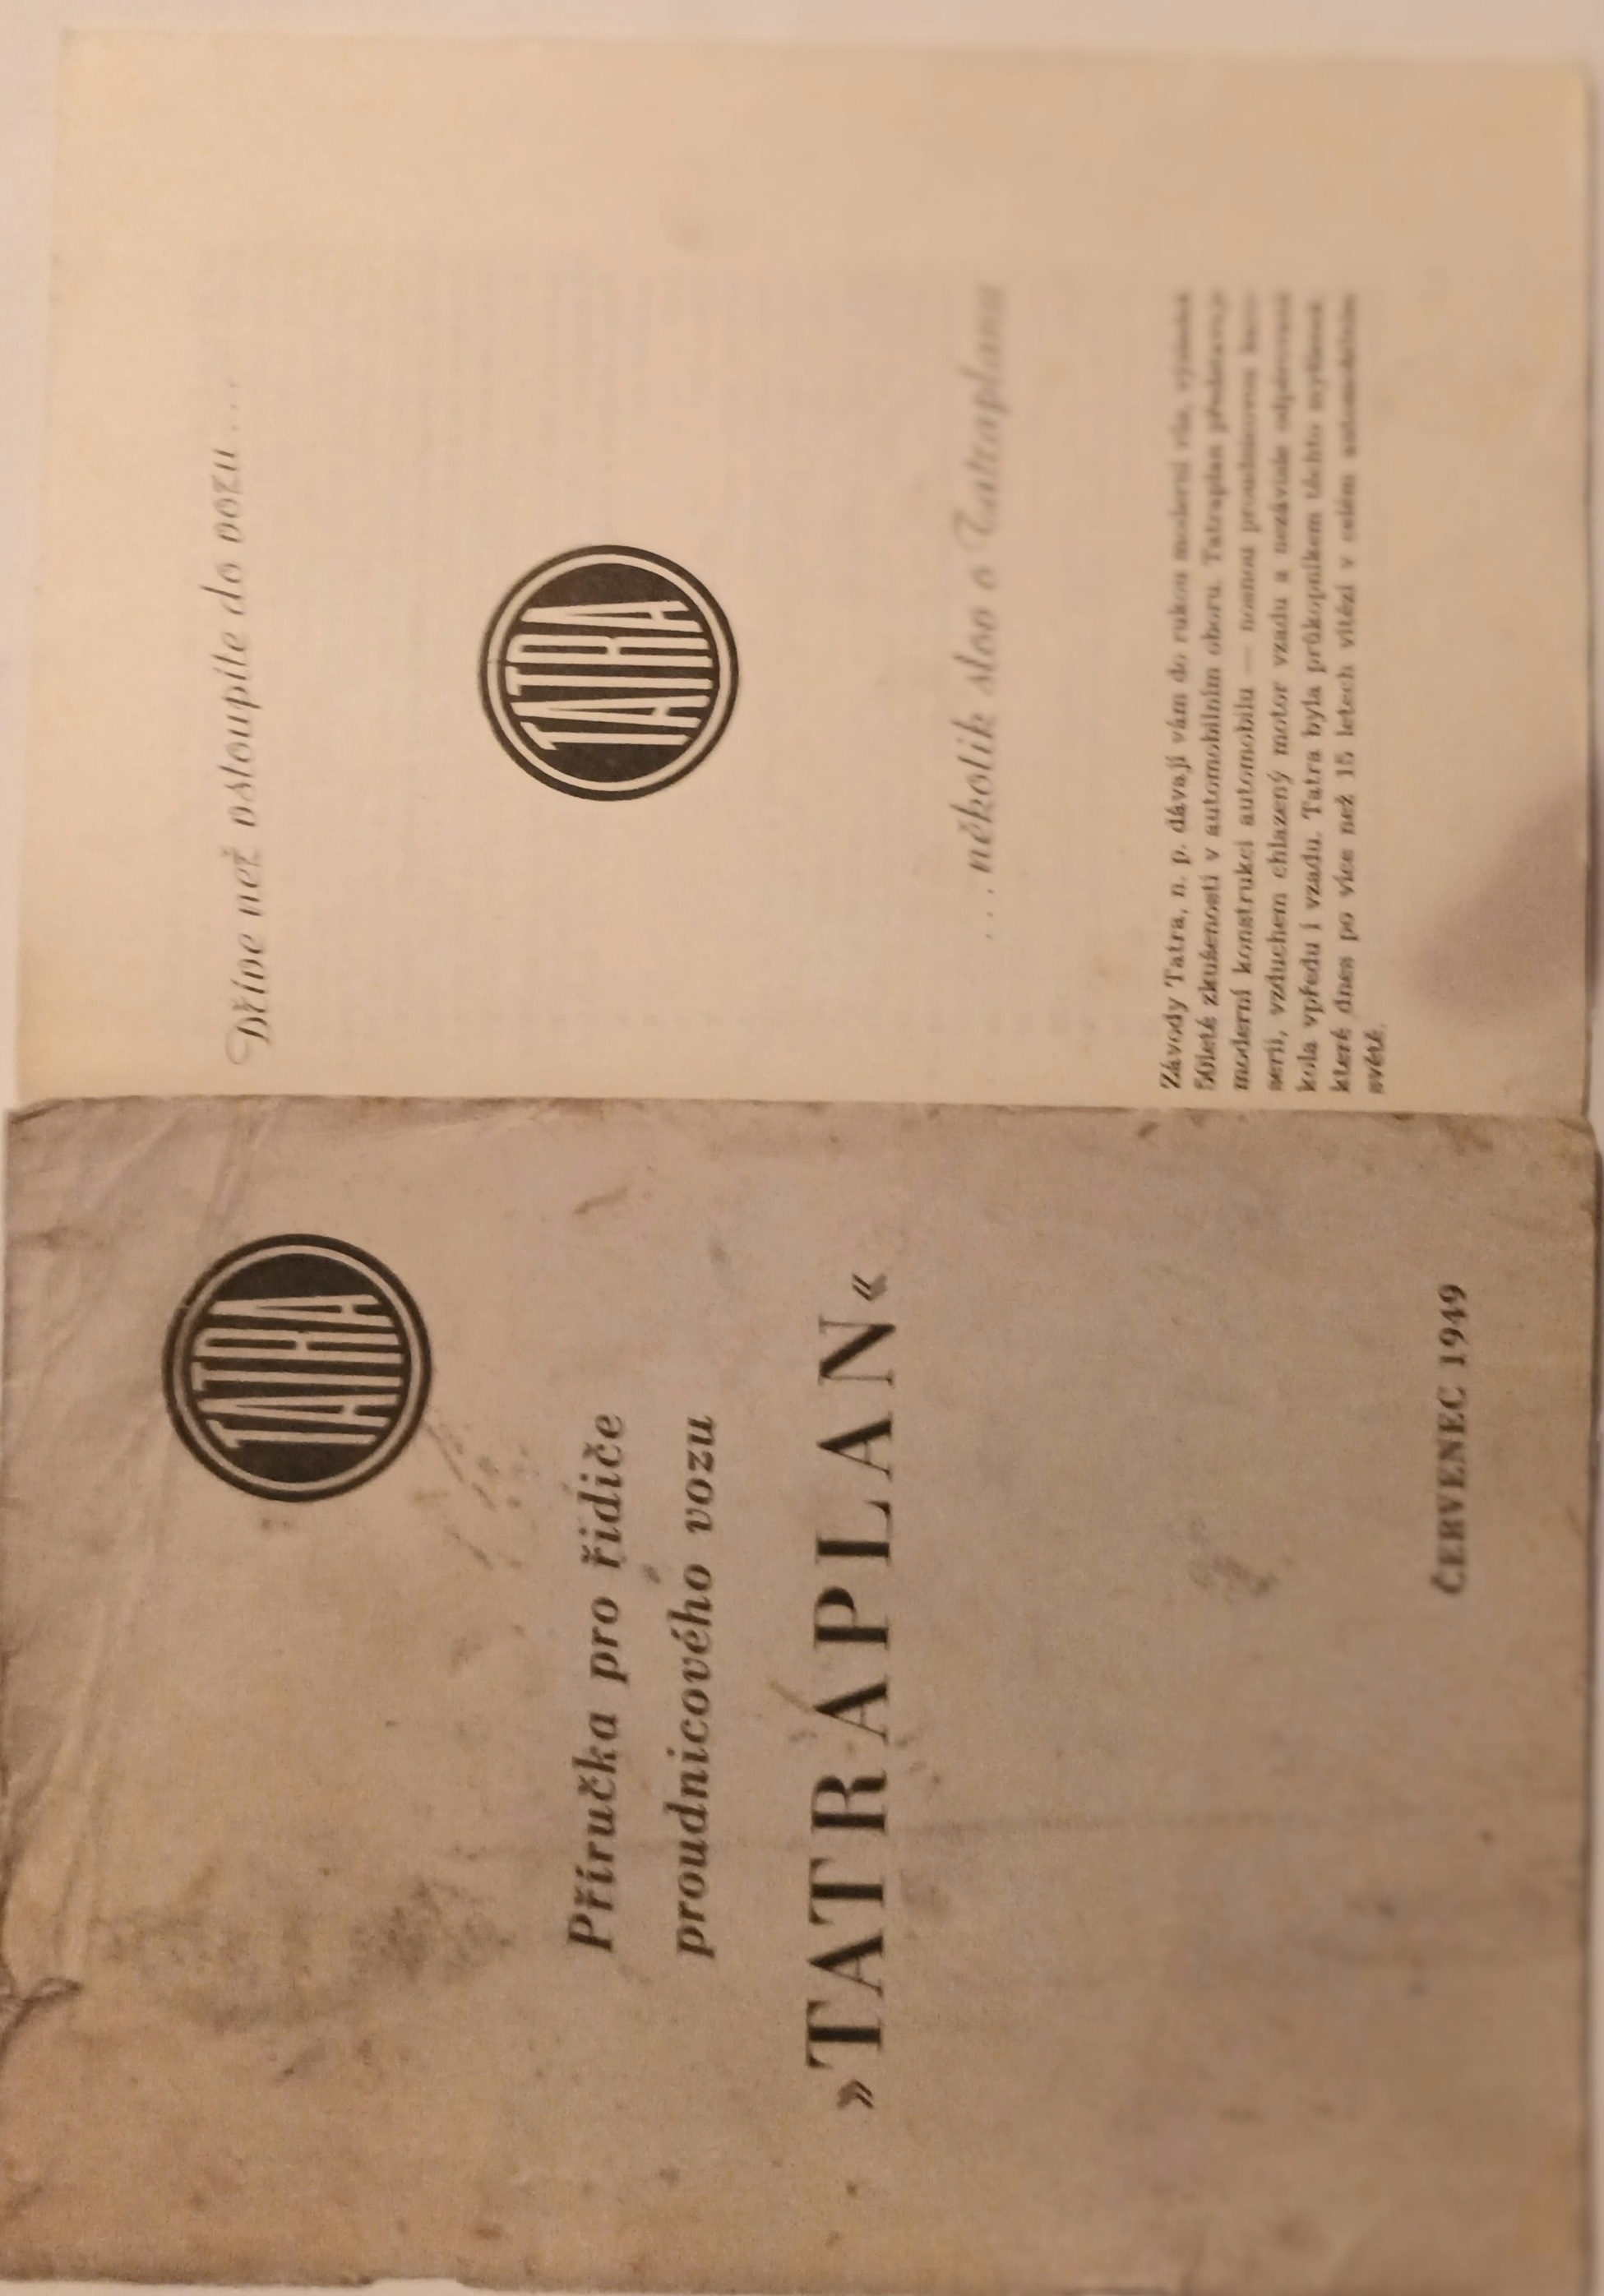 TATRA
Příručka pro řidiče
proudnicového vozu
»TATRAPLAN«
ČERVENEC 1949
Dříve než vstoupíte do vozu...
TATRA
...několik slov o Tatraplanu
Závody Tatra, n. p. dávají vám do rukou moderní vůz, výsledek
50leté zkušenosti v automobilním oboru. Tatraplan představuje
moderní konstrukci automobilu — nosnou proudnicovou karo-
serii, vzduchem chlazený motor vzadu a nezávisle odpérovaná
kola vpředu i vzadu. Tatra byla průkopníkem těchto myšlenek,
které dnes po více než 15 letech vítězí v celém automobilním
světě.